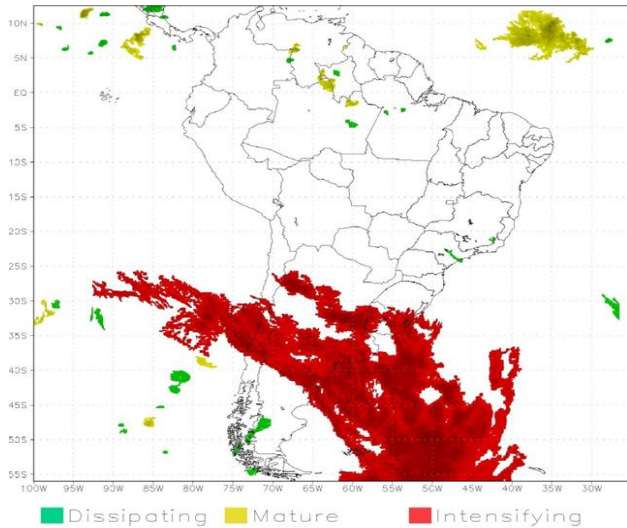 10N
5N
EQ
5S
10S
15S
20S
25S
30S
35S
40S
45S
50S
55S
100W 95W 90W 85W 80W 75W 70W 65W 60W 55W 50W 45W 40W 35W 30W
Dissipating Mature Intensifying